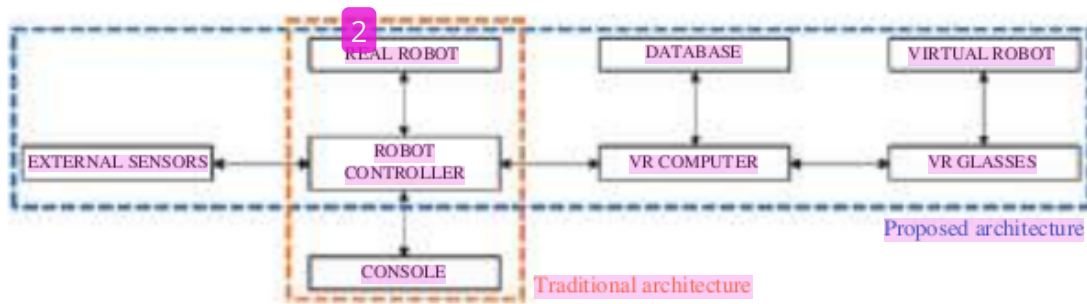 2
REAL ROBOT
DATABASE
VIRTUAL ROBOT
EXTERNAL SENSORS
ROBOT
CONTROLLER
VR COMPUTER
VR GLASSES
Proposed architecture
CONSOLE
Traditional architecture